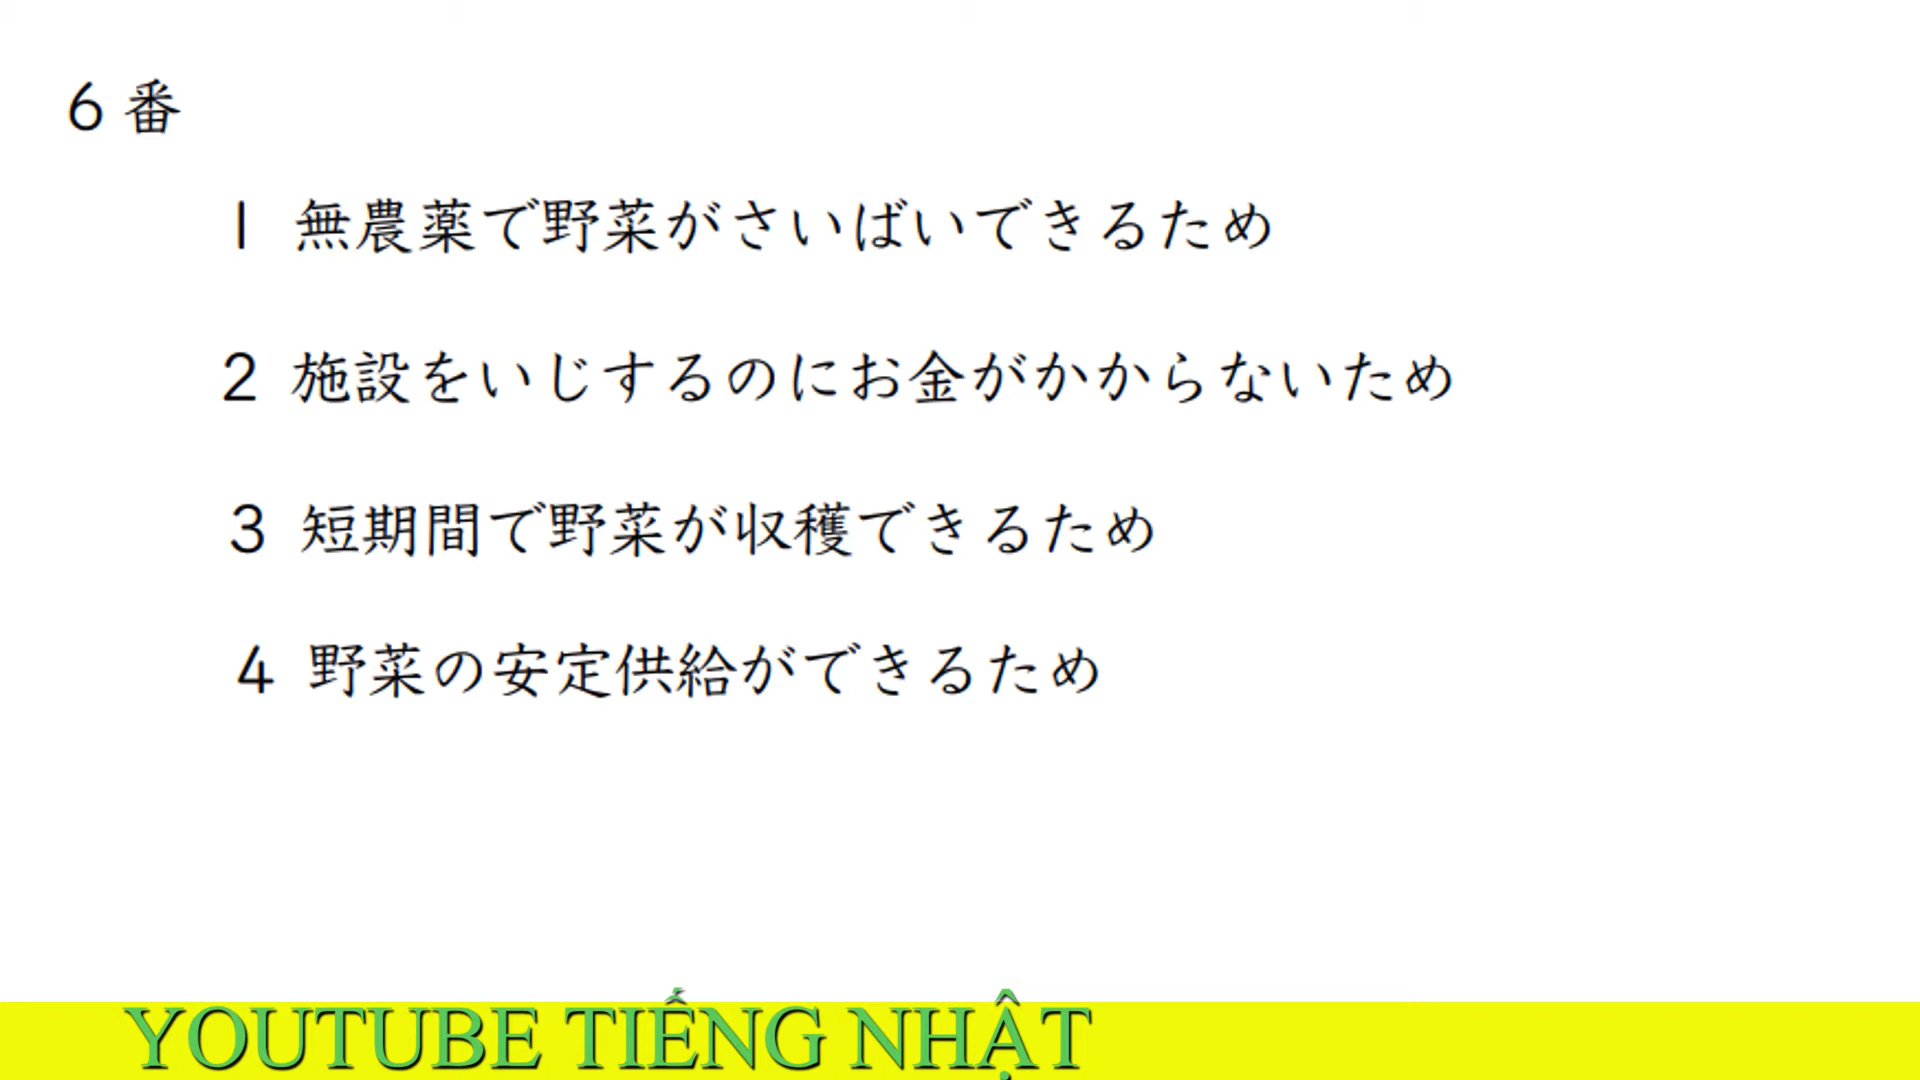 6 番
1 無農薬で野菜がさいばいできるため
2 施設をいじするのにお金がかからないため
3 短期間で野菜が収穫できるため
4 野菜の安定供給ができるため
YOUTUBE TIẾNG NHẬT